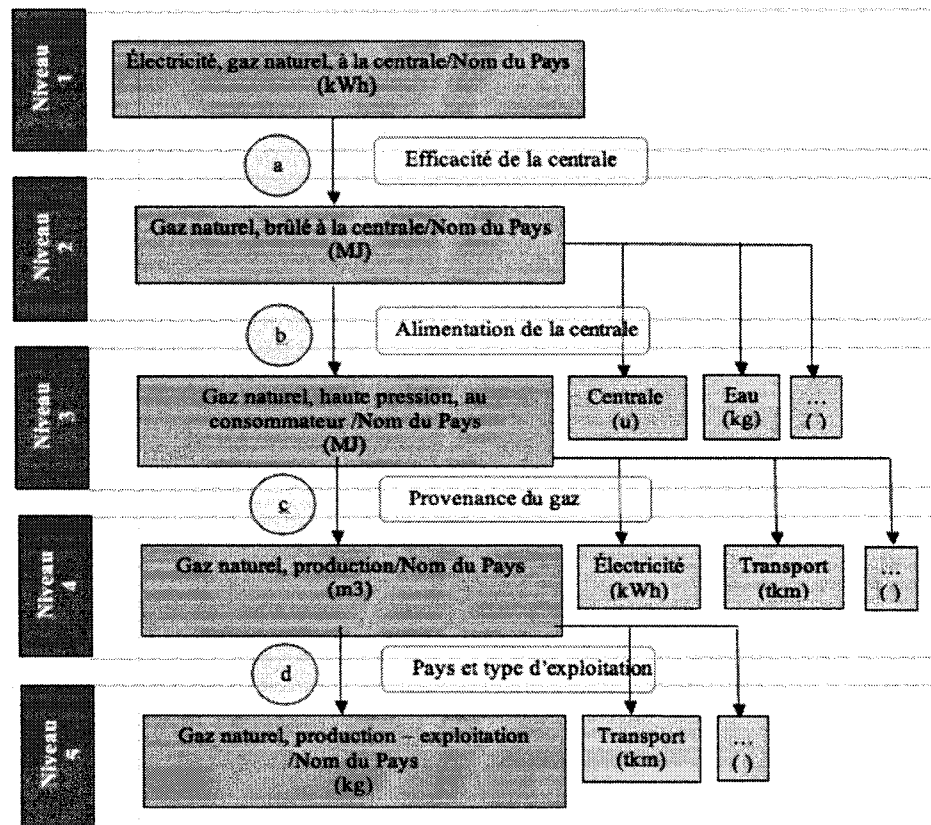 Niveau
1
Électricité, gaz naturel, à la centrale/Nom du Pays
(kWh)
a
Efficacité de la centrale
Niveau
2
Gaz naturel, brûlé à la centrale/Nom du Pays
(MJ)
b
Alimentation de la centrale
Niveau
3
Gaz naturel, haute pression, au
consommateur /Nom du Pays
(MJ)
Centrale
(u)
Eau
(kg)
...
( )
c
Provenance du gaz
Niveau
4
Gaz naturel, production/Nom du Pays
(m3)
Électricité
(kWh)
Transport
(tkm)
...
( )
d
Pays et type d'exploitation
Niveau
5
Gaz naturel, production – exploitation
/Nom du Pays
(kg)
Transport
(tkm)
...
( )